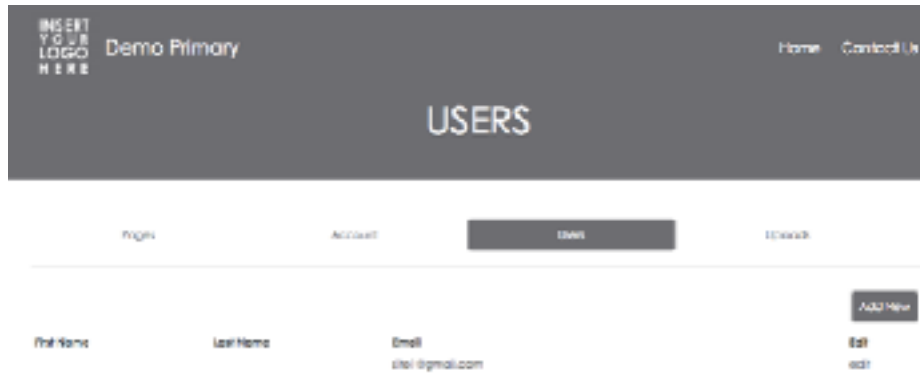 INSERT
YOUR
LOGO
HERE
Demo Primary
Home Contact Us
USERS
Pages Account Users Uploads
Add New
First Name Last Name Email Edit
edit